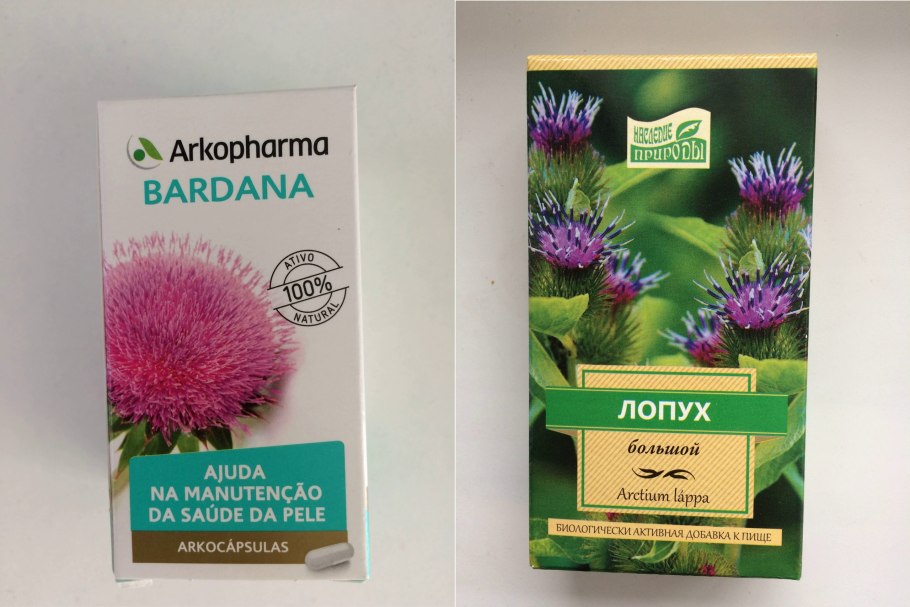 Arkopharma
BARDANA
ATIVO
100%
NATURAL
AJUDA
NA MANUTENÇÃO
DA SAÚDE DA PELE
ARKOCÁPSULAS
НАСЛЕДИЕ
ПРИРОДЫ
ЛОПУХ
большой
Arctium láppa
БИОЛОГИЧЕСКИ АКТИВНАЯ ДОБАВКА К ПИЩЕ